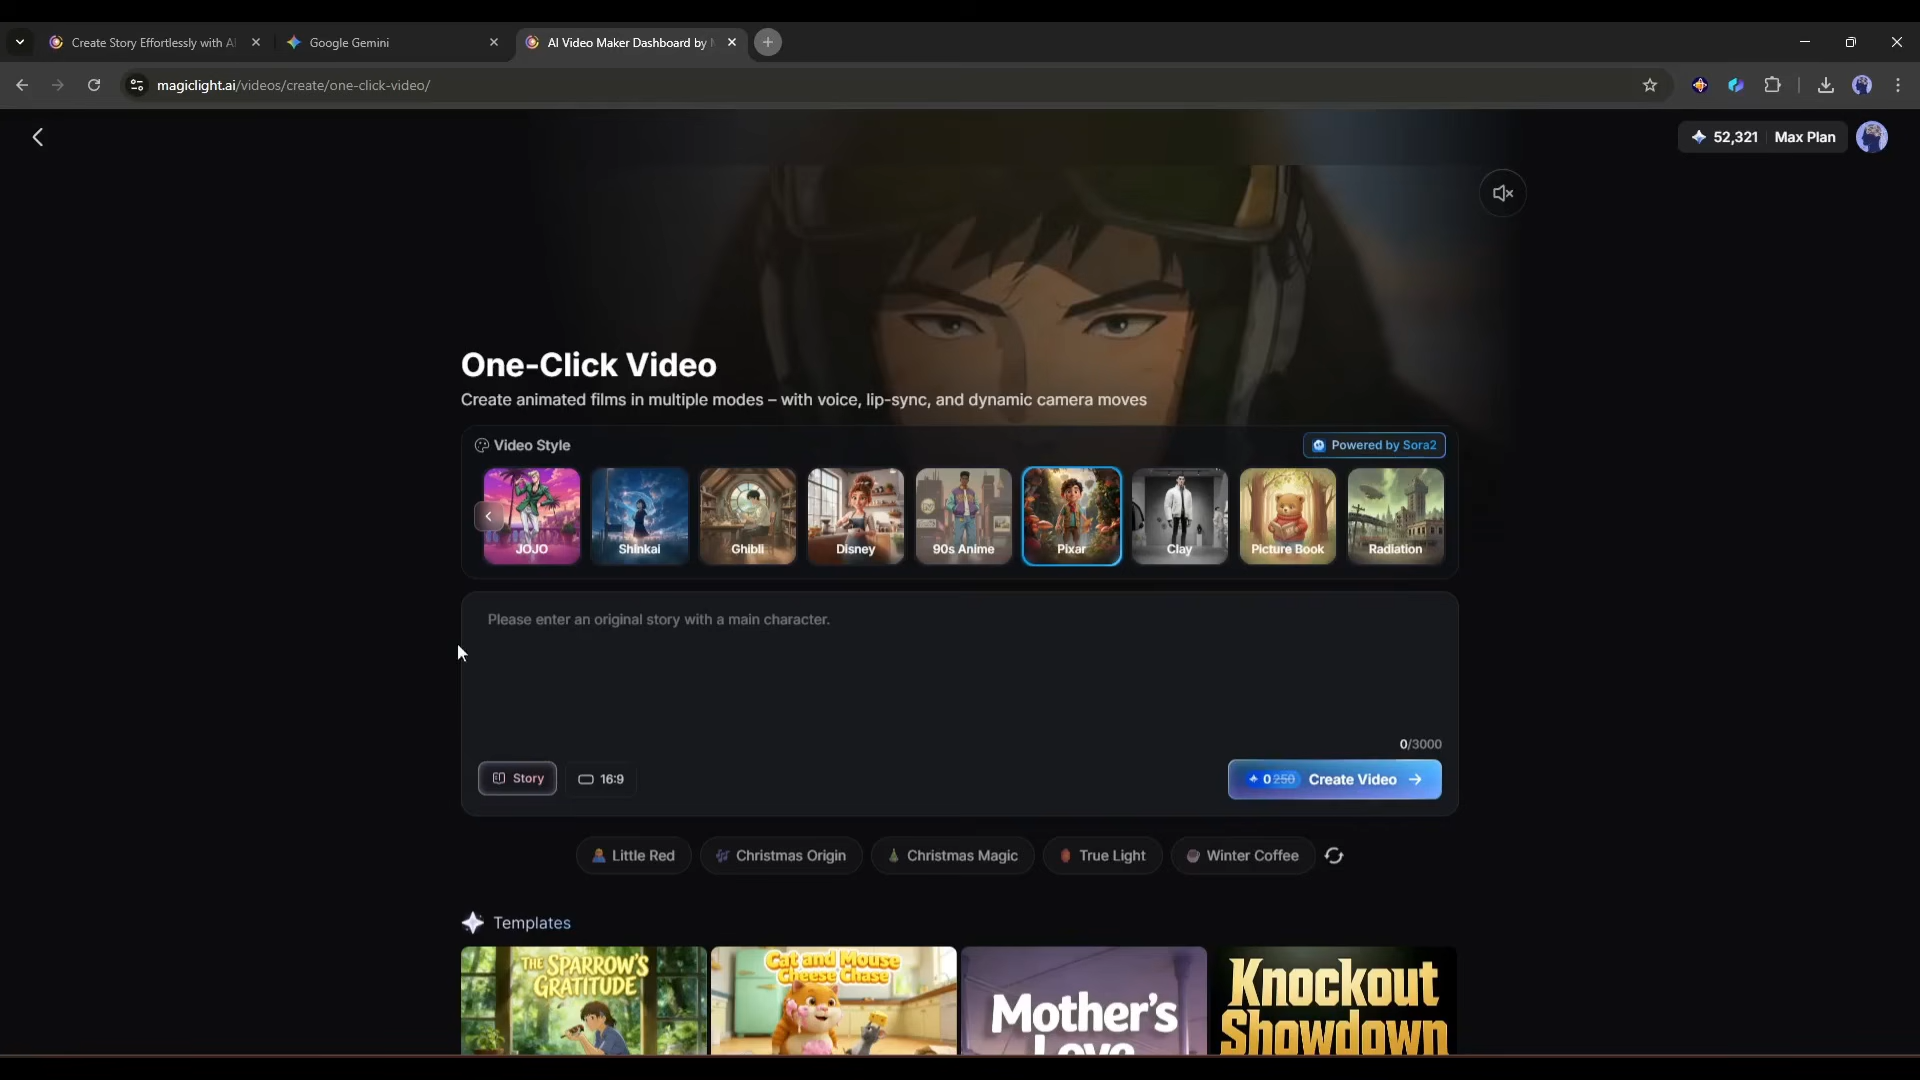 Create Story Effortlessly with AI
Google Gemini
AI Video Maker Dashboard by
magiclight.ai/videos/create/one-click-video/
52,321
Max Plan
One-Click Video
Create animated films in multiple modes – with voice, lip-sync, and dynamic camera moves
Video Style
Powered by Sora2
JOJO
Shinkai
Ghibli
Disney
90s Anime
Pixar
Clay
Picture Book
Radiation
Please enter an original story with a main character.
0/3000
Story
16:9
0 250 Create Video
Little Red
Christmas Origin
Christmas Magic
True Light
Winter Coffee
Templates
THE SPARROW'S
GRATITUDE
Cat and Mouse
Cheese Chase
Mother's
Love
Knockout
Showdown